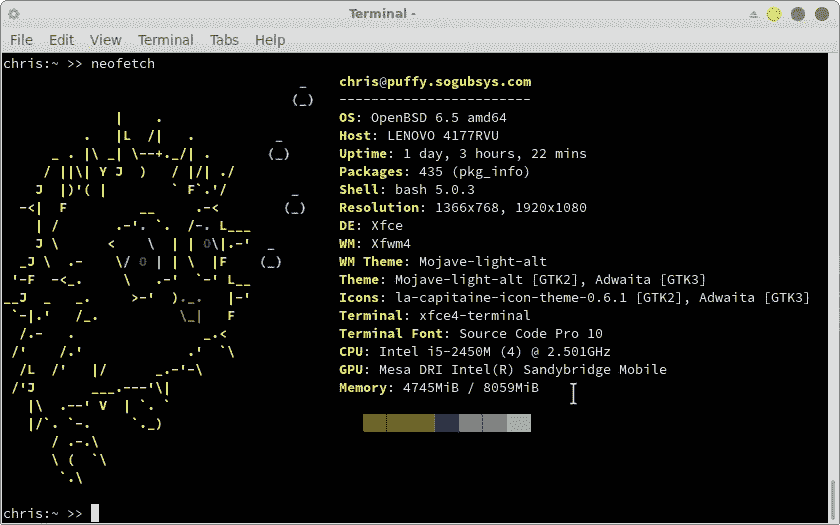 Terminal -
File Edit View Terminal Tabs Help
chris:~ >> neofetch
chris@puffy.sogubsys.com
------------------------
OS: OpenBSD 6.5 amd64
Host: LENOVO 4177RVU
Uptime: 1 day, 3 hours, 22 mins
Packages: 435 (pkg_info)
Shell: bash 5.0.3
Resolution: 1366x768, 1920x1080
DE: Xfce
WM: Xfwm4
WM Theme: Mojave-light-alt
Theme: Mojave-light-alt [GTK2], Adwaita [GTK3]
Icons: la-capitaine-icon-theme-0.6.1 [GTK2], Adwaita [GTK3]
Terminal: xfce4-terminal
Terminal Font: Source Code Pro 10
CPU: Intel i5-2450M (4) @ 2.501GHz
GPU: Mesa DRI Intel(R) Sandybridge Mobile
Memory: 4745MiB / 8059MiB
chris:~ >>